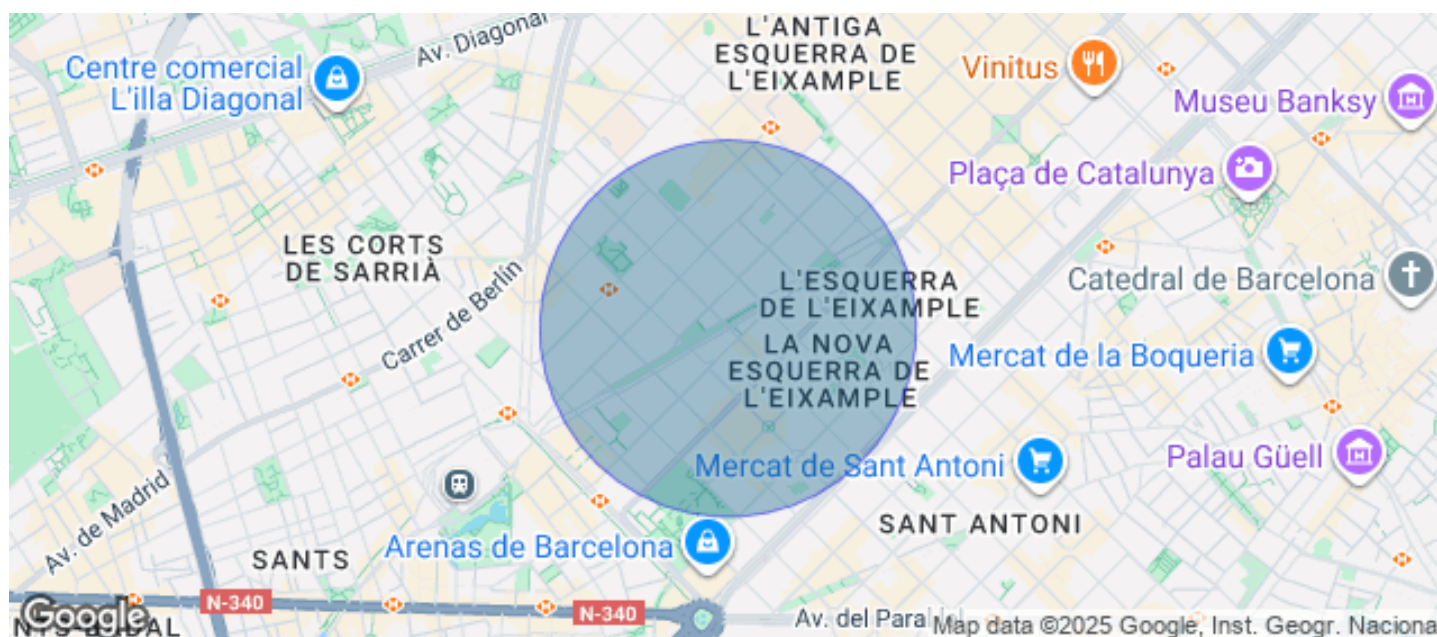 L'ANTIGA
ESQUERRA DE
L'EIXAMPLE
Av. Diagonal
Centre comercial
L'illa Diagonal
Vinitus
Museu Banksy
Plaça de Catalunya
LES CORTS
DE SARRIÀ
Carrer de Berlín
L'ESQUERRA
DE L'EIXAMPLE
Catedral de Barcelona
LA NOVA
ESQUERRA DE
L'EIXAMPLE
Mercat de la Boqueria
Mercat de Sant Antoni
Palau Güell
Av. de Madrid
SANT ANTONI
Arenas de Barcelona
SANTS
N-340
N-340
Google
Av. del Paral·lel
Map data ©2025 Google, Inst. Geogr. Naciona